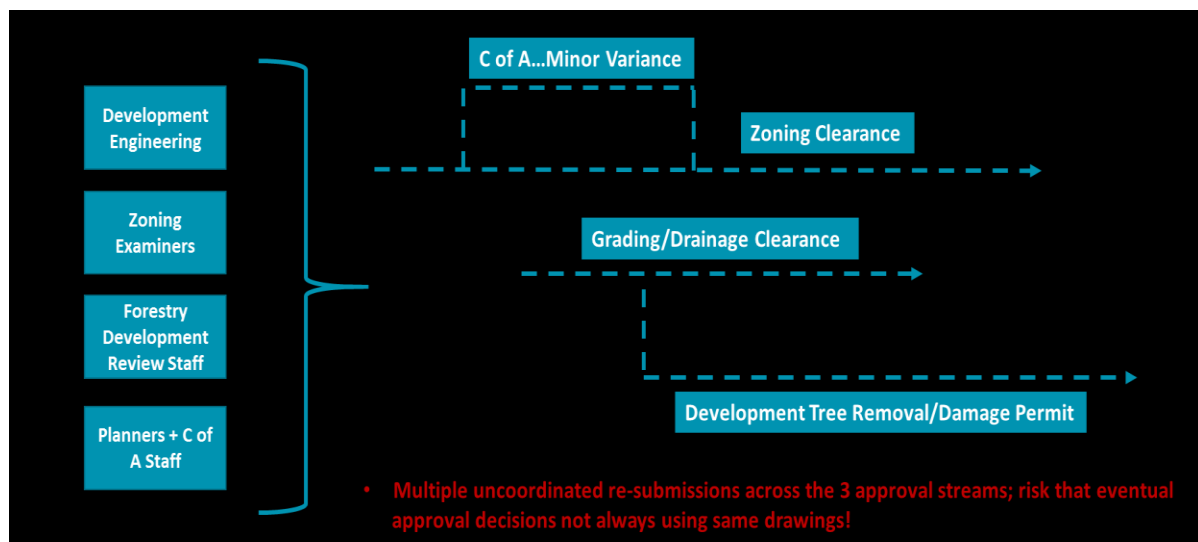 Development
Engineering
Zoning
Examiners
Forestry
Development
Review Staff
Planners + C of
A Staff
C of A...Minor Variance
Zoning Clearance
Grading/Drainage Clearance
Development Tree Removal/Damage Permit
• Multiple uncoordinated re-submissions across the 3 approval streams; risk that eventual
approval decisions not always using same drawings!